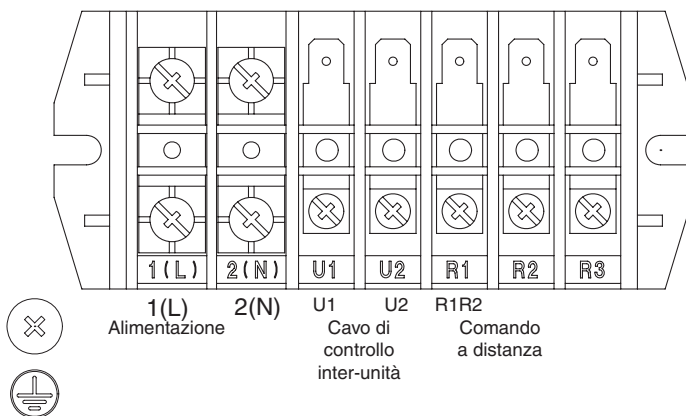 1(L) 2(N) U1 U2 R1 R2 R3
1(L) 2(N) U1 U2 R1R2
Alimentazione Cavo di Comando
controllo a distanza
inter-unità